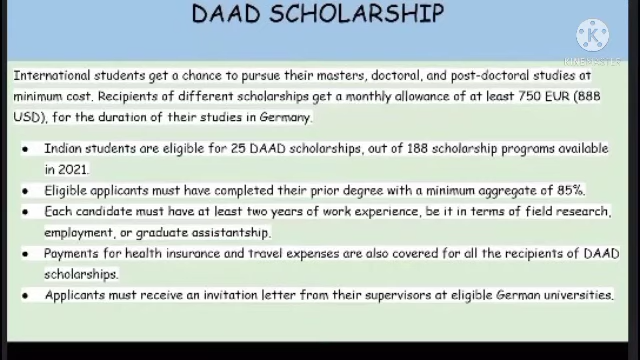 DAAD SCHOLARSHIP
KINEMASTER
International students get a chance to pursue their masters, doctoral, and post-doctoral studies at
minimum cost. Recipients of different scholarships get a monthly allowance of at least 750 EUR (888
USD), for the duration of their studies in Germany.
• Indian students are eligible for 25 DAAD scholarships, out of 188 scholarship programs available
in 2021.
• Eligible applicants must have completed their prior degree with a minimum aggregate of 85%.
• Each candidate must have at least two years of work experience, be it in terms of field research,
employment, or graduate assistantship.
• Payments for health insurance and travel expenses are also covered for all the recipients of DAAD
scholarships.
• Applicants must receive an invitation letter from their supervisors at eligible German universities.